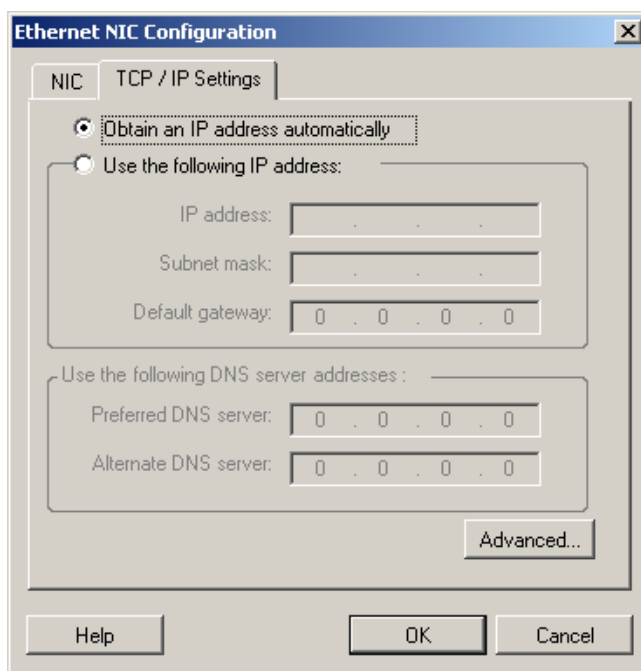 Ethernet NIC Configuration
NIC
TCP / IP Settings
Obtain an IP address automatically
Use the following IP address:
IP address: . . .
Subnet mask: . . .
Default gateway: 0 . 0 . 0 . 0
Use the following DNS server addresses :
Preferred DNS server: 0 . 0 . 0 . 0
Alternate DNS server: 0 . 0 . 0 . 0
Advanced...
Help
OK
Cancel